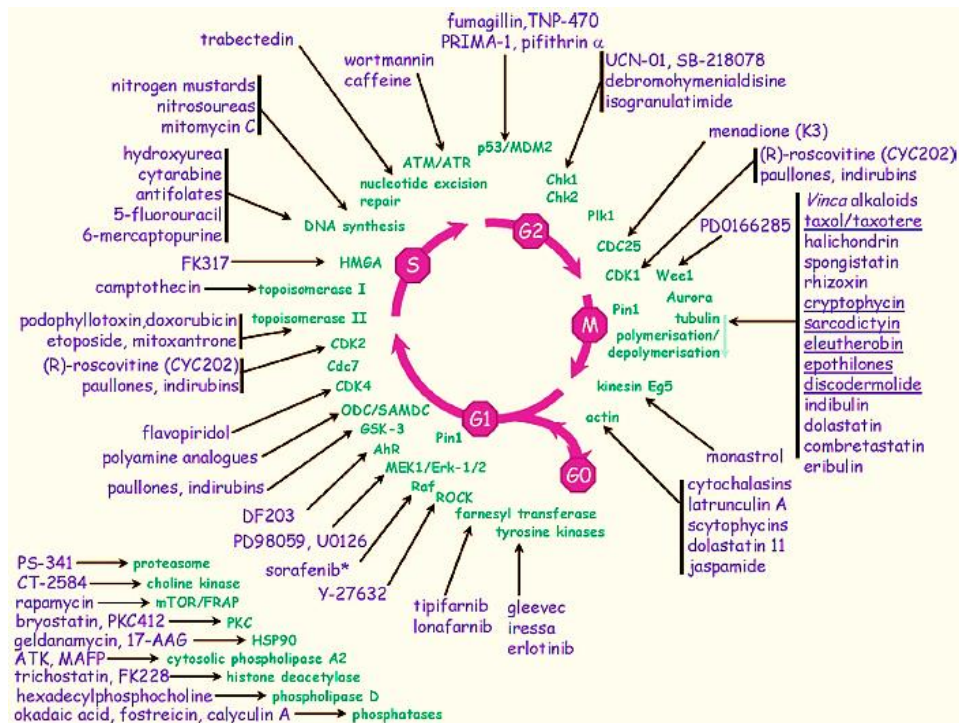 fumagillin,TNP-470
PRIMA-1, pifithrin α
trabectedin
wortmannin
caffeine
UCN-01, SB-218078
debromohymenialdisine
isogranulatimide
nitrogen mustards
nitrosoureas
mitomycin C
menadione (K3)
(R)-roscovitine (CYC202)
paullones, indirubins
hydroxyurea
cytarabine
antifolates
5-fluorouracil
6-mercaptopurine
p53/MDM2
ATM/ATR
nucleotide excision
repair
DNA synthesis
Chk1
Chk2
Plk1
CDC25
CDK1
Wee1
PD0166285
Vinca alkaloids
taxol/taxotere
halichondrin
spongistatin
rhizoxin
cryptophycin
sarcodictyin
eleutherobin
epothilones
discodermolide
indibulin
dolastatin
combretastatin
eribulin
FK317
HMGA
S
G2
camptothecin
topoisomerase I
Pin1
Aurora
tubulin
polymerisation/
depolymerisation
M
podophyllotoxin,doxorubicin
etoposide, mitoxantrone
topoisomerase II
(R)-roscovitine (CYC202)
paullones, indirubins
CDK2
Cdc7
CDK4
kinesin Eg5
actin
flavopiridol
ODC/SAMDC
GSK-3
Pin1
G1
G0
polyamine analogues
AhR
monastrol
paullones, indirubins
MEK1/Erk-1/2
Raf
ROCK
farnesyl transferase
tyrosine kinases
cytochalasins
latrunculin A
scytophycins
dolastatin 11
jaspamide
DF203
PD98059, U0126
sorafenib*
Y-27632
tipifarnib
lonafarnib
gleevec
iressa
erlotinib
PS-341 proteasome
CT-2584 choline kinase
rapamycin mTOR/FRAP
bryostatin, PKC412 PKC
geldanamycin, 17-AAG HSP90
ATK, MAFP cytosolic phospholipase A2
trichostatin, FK228 histone deacetylase
hexadecylphosphocholine phospholipase D
okadaic acid, fostreicin, calyculin A phosphatases